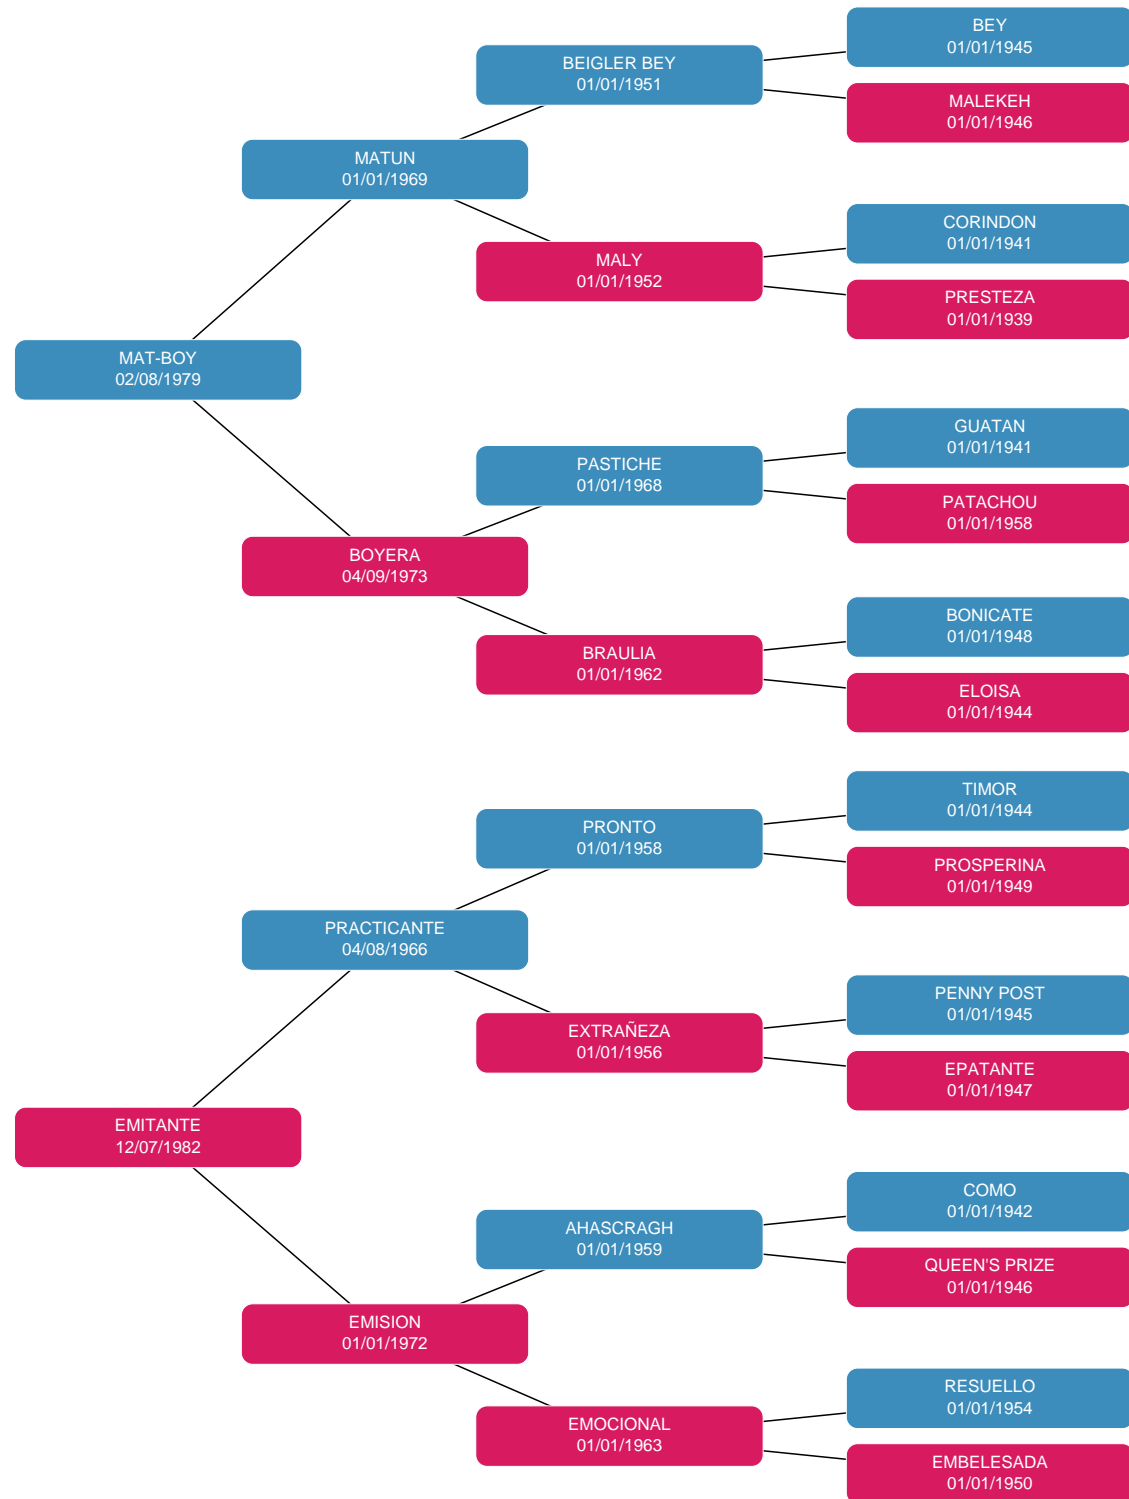 BEY
01/01/1945
BEIGLER BEY
01/01/1951
MALEKEH
01/01/1946
MATUN
01/01/1969
CORINDON
01/01/1941
MALY
01/01/1952
PRESTEZA
01/01/1939
MAT-BOY
02/08/1979
GUATAN
01/01/1941
PASTICHE
01/01/1968
PATACHOU
01/01/1958
BOYERA
04/09/1973
BONICATE
01/01/1948
BRAULIA
01/01/1962
ELOISA
01/01/1944
TIMOR
01/01/1944
PRONTO
01/01/1958
PROSPERINA
01/01/1949
PRACTICANTE
04/08/1966
PENNY POST
01/01/1945
EXTRAÑEZA
01/01/1956
EPATANTE
01/01/1947
EMITANTE
12/07/1982
COMO
01/01/1942
AHASCRAGH
01/01/1959
QUEEN'S PRIZE
01/01/1946
EMISION
01/01/1972
RESUELLO
01/01/1954
EMOCIONAL
01/01/1963
EMBELESADA
01/01/1950